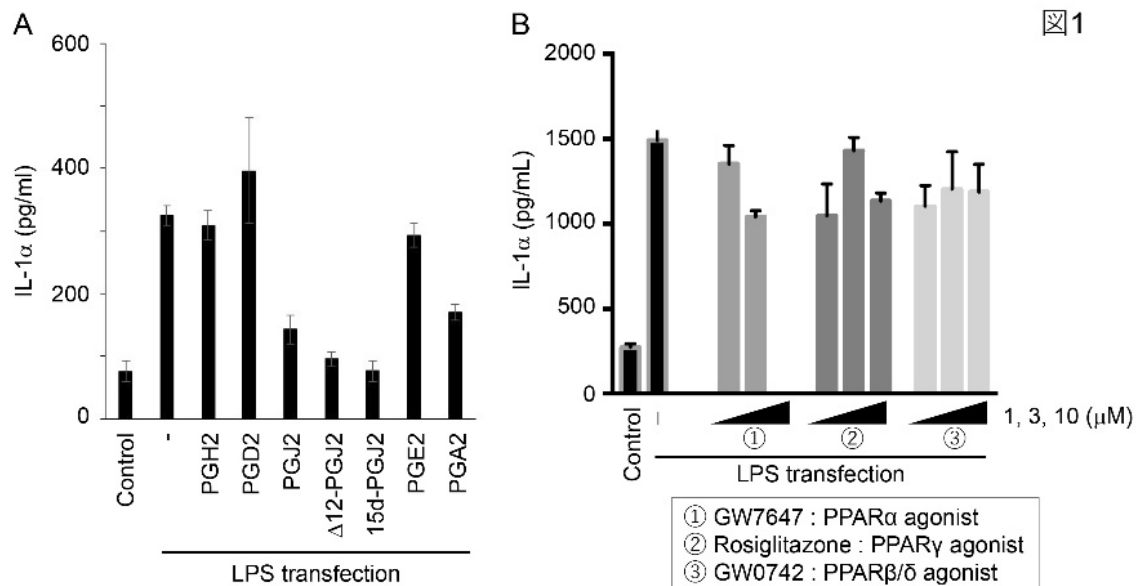 A
B
図1
600
400
200
0
IL-1α (pg/ml)
Control
-
PGH2
PGD2
PGJ2
Δ12-PGJ2
15d-PGJ2
PGE2
PGA2
LPS transfection
2000
1500
1000
500
0
IL-1α (pg/mL)
Control
-
① ② ③
1, 3, 10 (μM)
LPS transfection
① GW7647 : PPARα agonist
② Rosiglitazone : PPARγ agonist
③ GW0742 : PPARβ/δ agonist